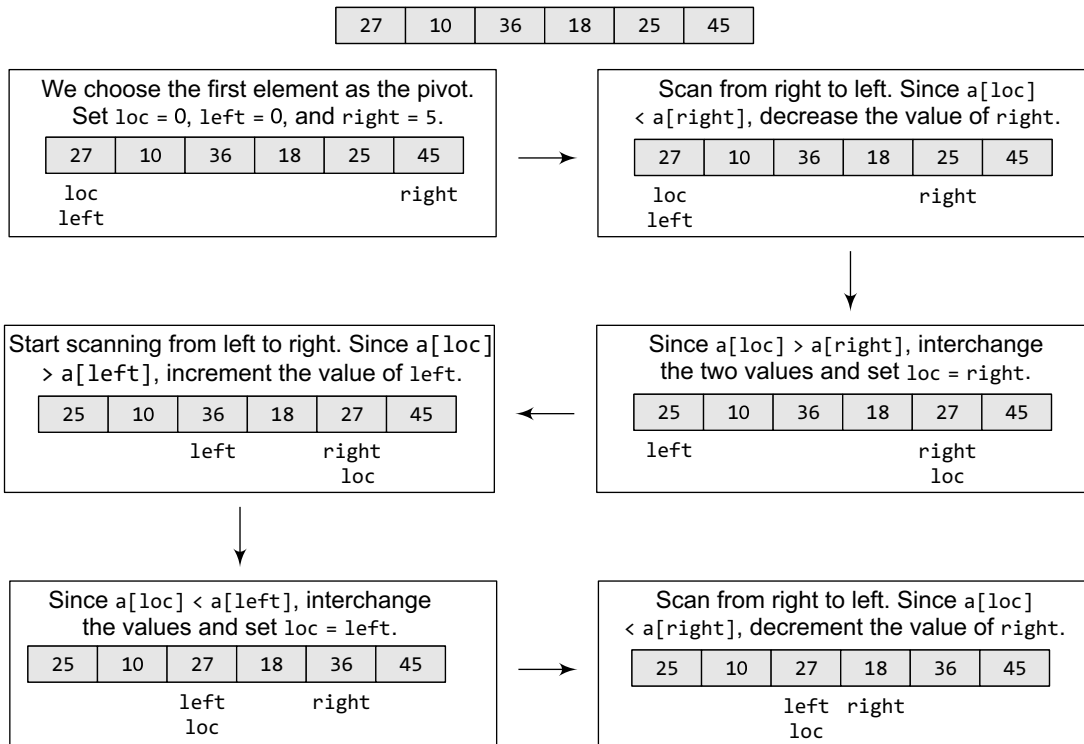 27 10 36 18 25 45
We choose the first element as the pivot.
Set loc = 0, left = 0, and right = 5.
27 10 36 18 25 45
loc right
left
Scan from right to left. Since a[loc]
< a[right], decrease the value of right.
27 10 36 18 25 45
loc right
left
Since a[loc] > a[right], interchange
the two values and set loc = right.
25 10 36 18 27 45
left right
loc
Start scanning from left to right. Since a[loc]
> a[left], increment the value of left.
25 10 36 18 27 45
left right
loc
Since a[loc] < a[left], interchange
the values and set loc = left.
25 10 27 18 36 45
left right
loc
Scan from right to left. Since a[loc]
< a[right], decrement the value of right.
25 10 27 18 36 45
left right
loc